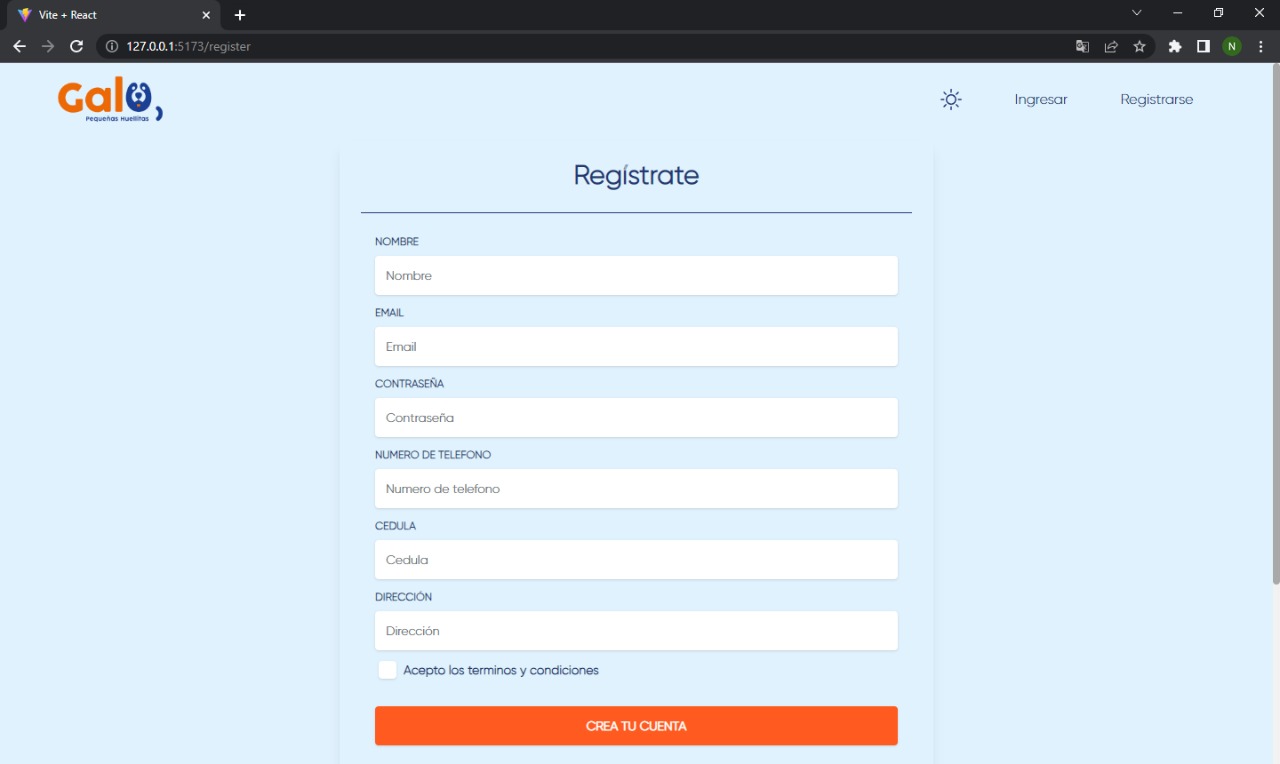 Vite + React
127.0.0.1:5173/register
N
Galo
Pequeñas Huellitas
Ingresar
Registrarse
Regístrate
NOMBRE
Nombre
EMAIL
Email
CONTRASEÑA
Contraseña
NUMERO DE TELEFONO
Numero de telefono
CEDULA
Cedula
DIRECCIÓN
Dirección
Acepto los terminos y condiciones
CREA TU CUENTA